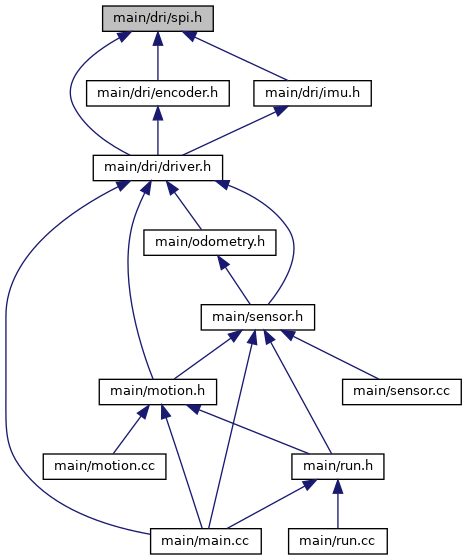 main/dri/spi.h
main/dri/encoder.h
main/dri/imu.h
main/dri/driver.h
main/odometry.h
main/sensor.h
main/motion.h
main/sensor.cc
main/motion.cc
main/run.h
main/main.cc
main/run.cc